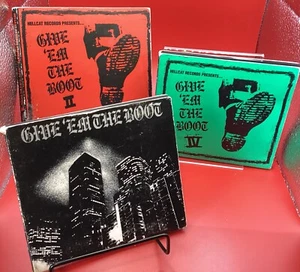 HELLCAT RECORDS PRESENTS...
GIVE
'EM
THE
BOOT
II
HELLCAT RECORDS PRESENTS...
GIVE
'EM
THE
BOOT
IV
GIVE 'EM THE BOOT